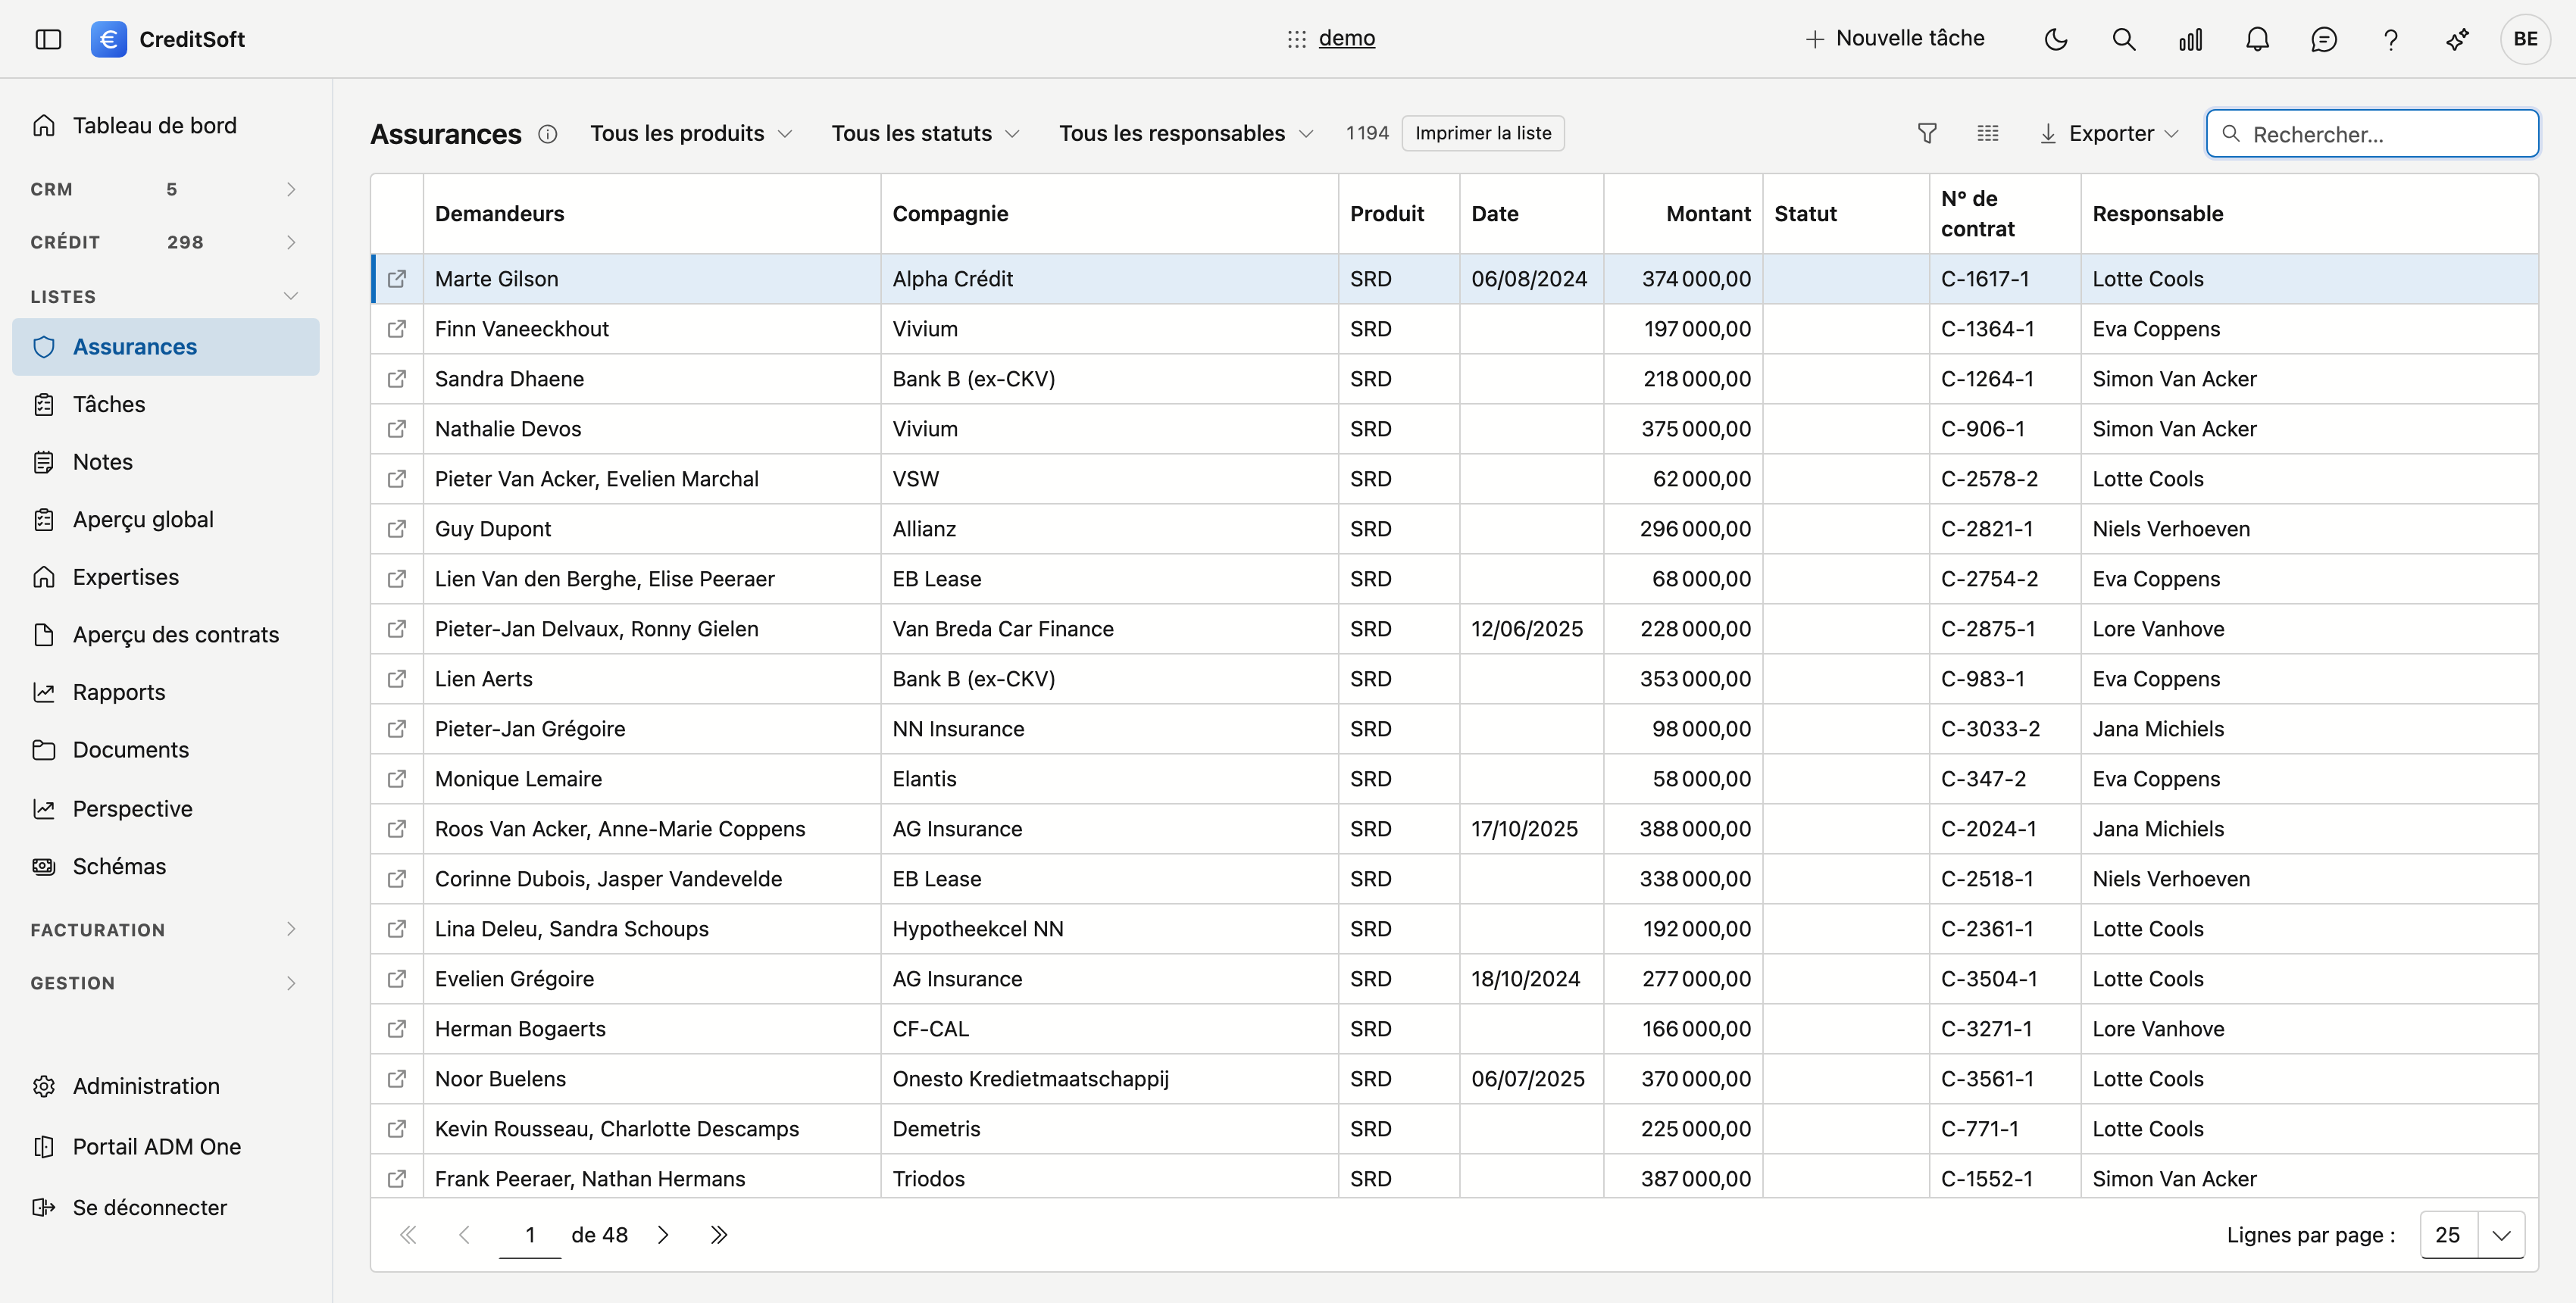 CreditSoft
demo
Nouvelle tâche
BE
Tableau de bord
CRM 5
CRÉDIT 298
LISTES
Assurances
Tâches
Notes
Aperçu global
Expertises
Aperçu des contrats
Rapports
Documents
Perspective
Schémas
FACTURATION
GESTION
Administration
Portail ADM One
Se déconnecter
Assurances Tous les produits Tous les statuts Tous les responsables 1 194 Imprimer la liste Exporter Rechercher...
Demandeurs Compagnie Produit Date Montant Statut N° de contrat Responsable
Marte Gilson Alpha Crédit SRD 06/08/2024 374 000,00 C-1617-1 Lotte Cools
Finn Vaneeckhout Vivium SRD 197 000,00 C-1364-1 Eva Coppens
Sandra Dhaene Bank B (ex-CKV) SRD 218 000,00 C-1264-1 Simon Van Acker
Nathalie Devos Vivium SRD 375 000,00 C-906-1 Simon Van Acker
Pieter Van Acker, Evelien Marchal VSW SRD 62 000,00 C-2578-2 Lotte Cools
Guy Dupont Allianz SRD 296 000,00 C-2821-1 Niels Verhoeven
Lien Van den Berghe, Elise Peeraer EB Lease SRD 68 000,00 C-2754-2 Eva Coppens
Pieter-Jan Delvaux, Ronny Gielen Van Breda Car Finance SRD 12/06/2025 228 000,00 C-2875-1 Lore Vanhove
Lien Aerts Bank B (ex-CKV) SRD 353 000,00 C-983-1 Eva Coppens
Pieter-Jan Grégoire NN Insurance SRD 98 000,00 C-3033-2 Jana Michiels
Monique Lemaire Elantis SRD 58 000,00 C-347-2 Eva Coppens
Roos Van Acker, Anne-Marie Coppens AG Insurance SRD 17/10/2025 388 000,00 C-2024-1 Jana Michiels
Corinne Dubois, Jasper Vandevelde EB Lease SRD 338 000,00 C-2518-1 Niels Verhoeven
Lina Deleu, Sandra Schoups Hypotheekcel NN SRD 192 000,00 C-2361-1 Lotte Cools
Evelien Grégoire AG Insurance SRD 18/10/2024 277 000,00 C-3504-1 Lotte Cools
Herman Bogaerts CF-CAL SRD 166 000,00 C-3271-1 Lore Vanhove
Noor Buelens Onesto Kredietmaatschappij SRD 06/07/2025 370 000,00 C-3561-1 Lotte Cools
Kevin Rousseau, Charlotte Descamps Demetris SRD 225 000,00 C-771-1 Lotte Cools
Frank Peeraer, Nathan Hermans Triodos SRD 387 000,00 C-1552-1 Simon Van Acker
1 de 48 Lignes par page : 25